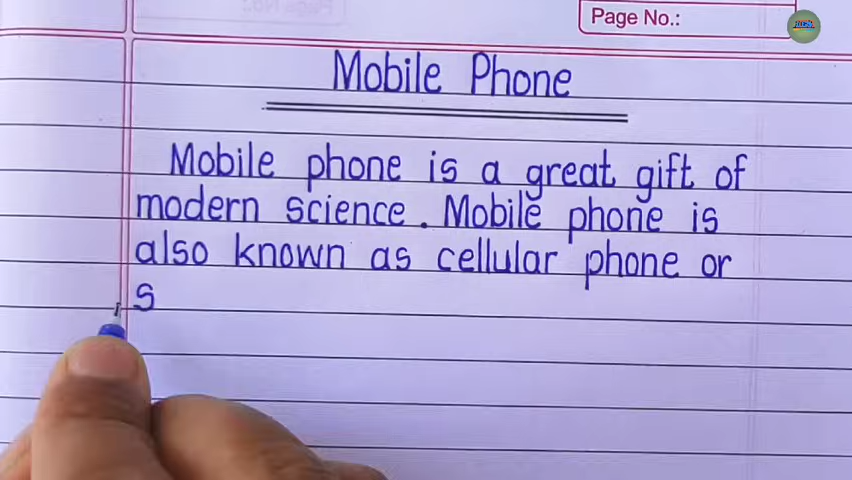 Page No.:
Mobile Phone
Mobile phone is a great gift of
modern science. Mobile phone is
also known as cellular phone or
s